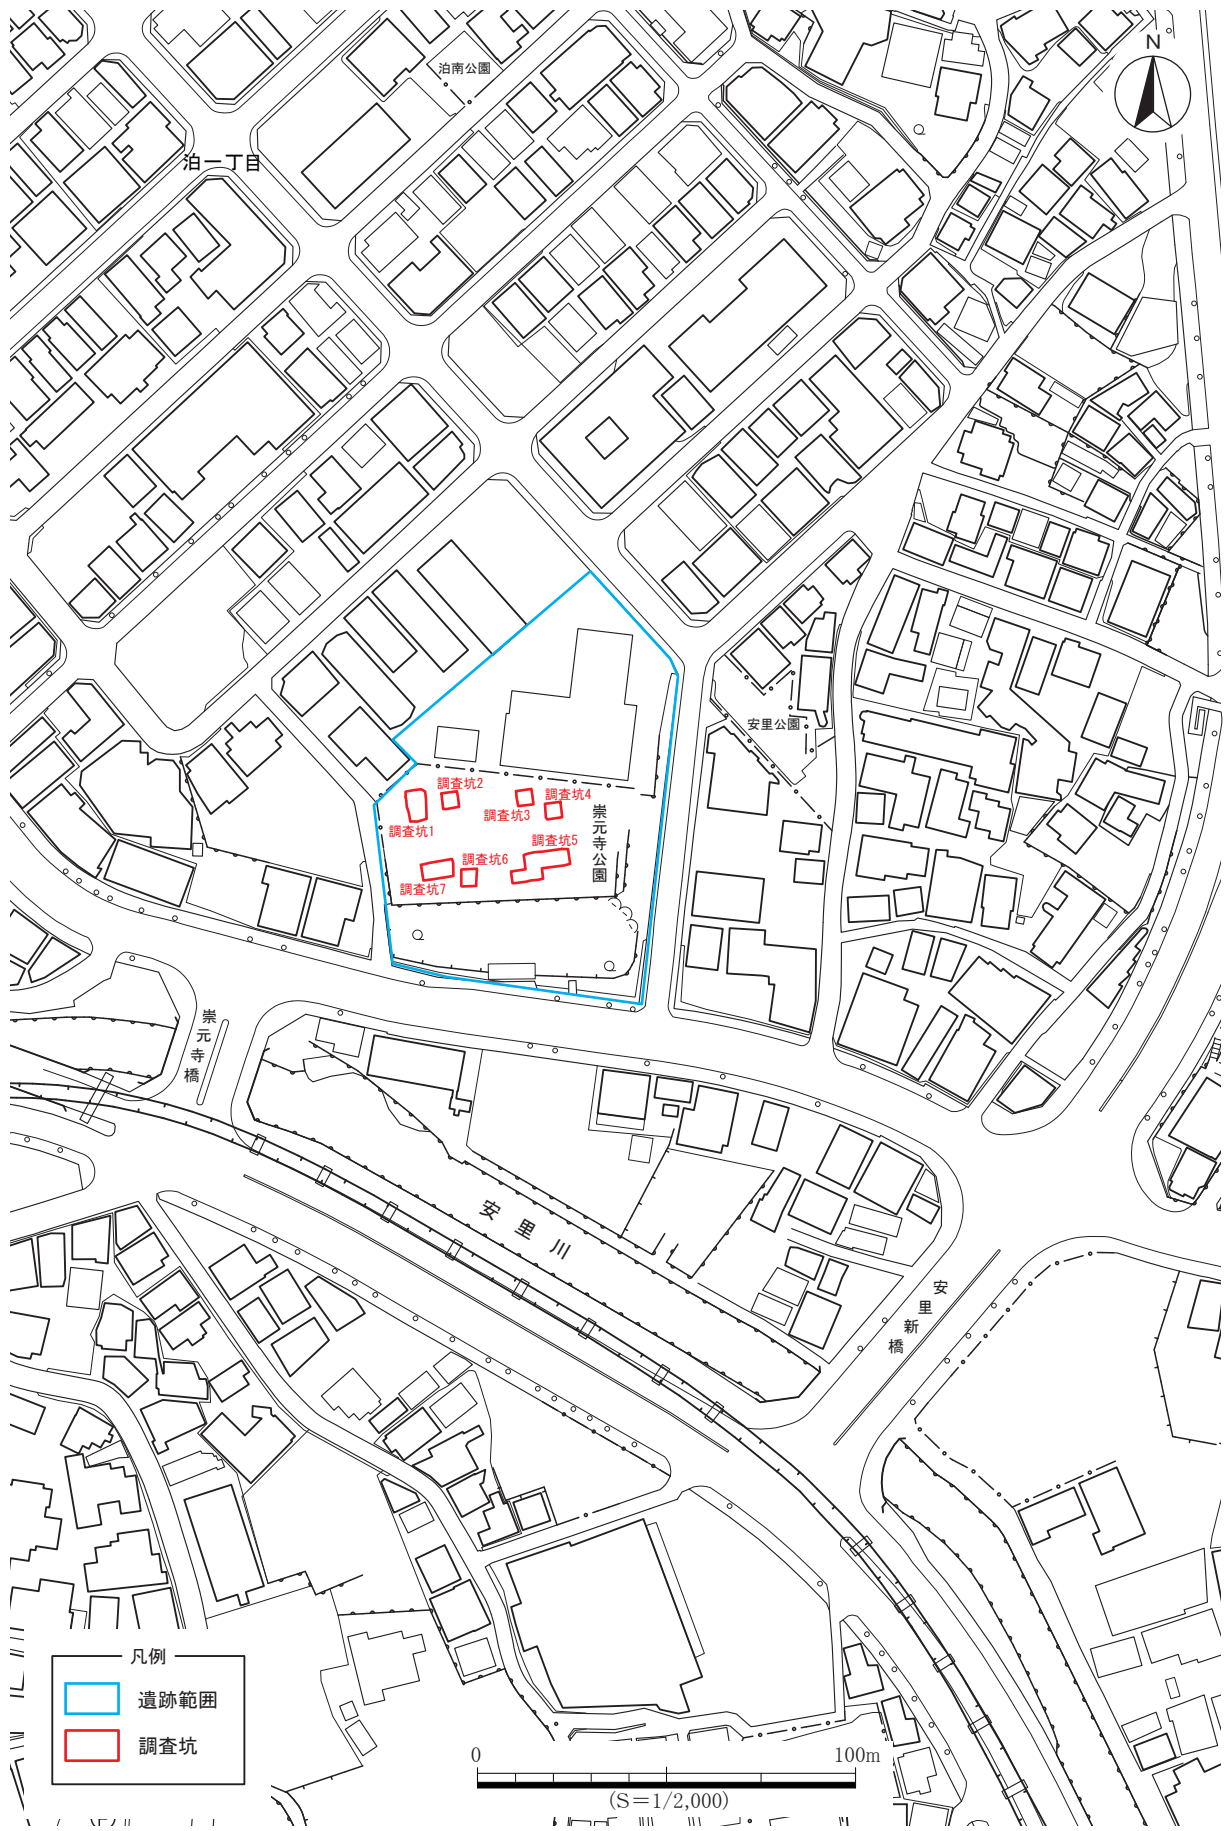 N
泊南公園
泊一丁目
安里公園
調査坑2
調査坑4
調査坑3
調査坑1
崇元寺公園
調査坑5
調査坑6
調査坑7
崇元寺橋
安里川
安里新橋
凡例
遺跡範囲
調査坑
0 100m
(S＝1/2,000)